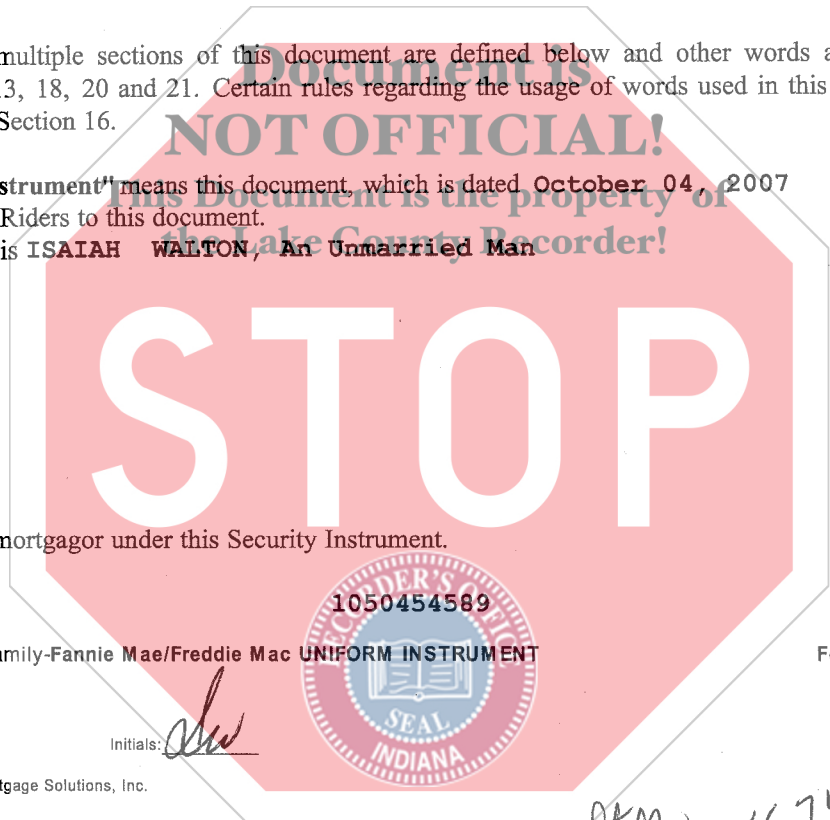 multiple sections of this document are defined below and other words a
13, 18, 20 and 21. Certain rules regarding the usage of words used in this
Section 16.
Document is
NOT OFFICIAL!
This Document is the property of
the Lake County Recorder!
strument" means this document, which is dated October 04, 2007
Riders to this document.
is ISAIAH WALTON, An Unmarried Man
STOP
mortgagor under this Security Instrument.
1050454589
amily-Fannie Mae/Freddie Mac UNIFORM INSTRUMENT
F
RECORDER'S OFFICE
SEAL
INDIANA
Initials:
tgage Solutions, Inc.